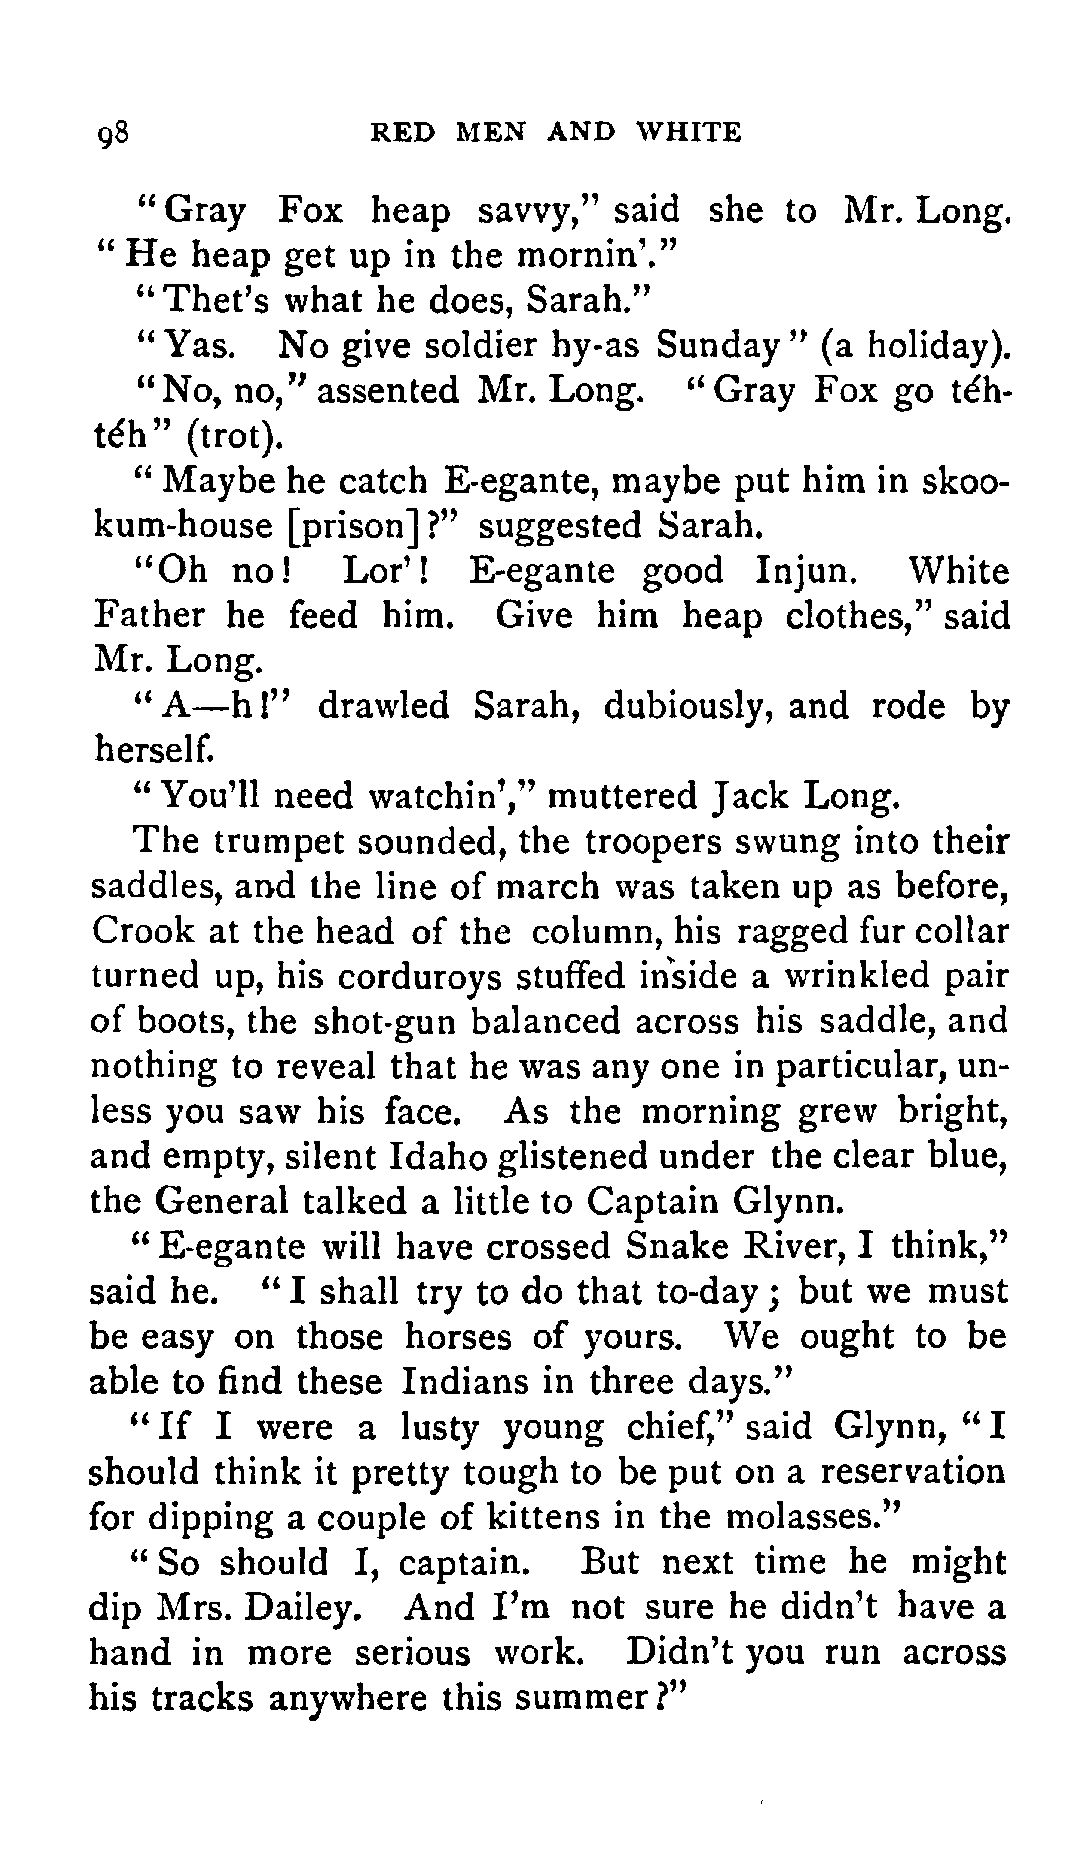 98 RED MEN AND WHITE
"Gray Fox heap savvy," said she to Mr. Long.
"He heap get up in the mornin'."
"Thet's what he does, Sarah."
"Yas. No give soldier hy-as Sunday" (a holiday).
"No, no," assented Mr. Long. "Gray Fox go téh-
téh" (trot).
"Maybe he catch E-egante, maybe put him in skoo-
kum-house [prison]?" suggested Sarah.
"Oh no! Lor'! E-egante good Injun. White
Father he feed him. Give him heap clothes," said
Mr. Long.
"A—h!" drawled Sarah, dubiously, and rode by
herself.
"You'll need watchin'," muttered Jack Long.
The trumpet sounded, the troopers swung into their
saddles, and the line of march was taken up as before,
Crook at the head of the column, his ragged fur collar
turned up, his corduroys stuffed inside a wrinkled pair
of boots, the shot-gun balanced across his saddle, and
nothing to reveal that he was any one in particular, un-
less you saw his face. As the morning grew bright,
and empty, silent Idaho glistened under the clear blue,
the General talked a little to Captain Glynn.
"E-egante will have crossed Snake River, I think,"
said he. "I shall try to do that to-day; but we must
be easy on those horses of yours. We ought to be
able to find these Indians in three days."
"If I were a lusty young chief," said Glynn, "I
should think it pretty tough to be put on a reservation
for dipping a couple of kittens in the molasses."
"So should I, captain. But next time he might
dip Mrs. Dailey. And I'm not sure he didn't have a
hand in more serious work. Didn't you run across
his tracks anywhere this summer?"